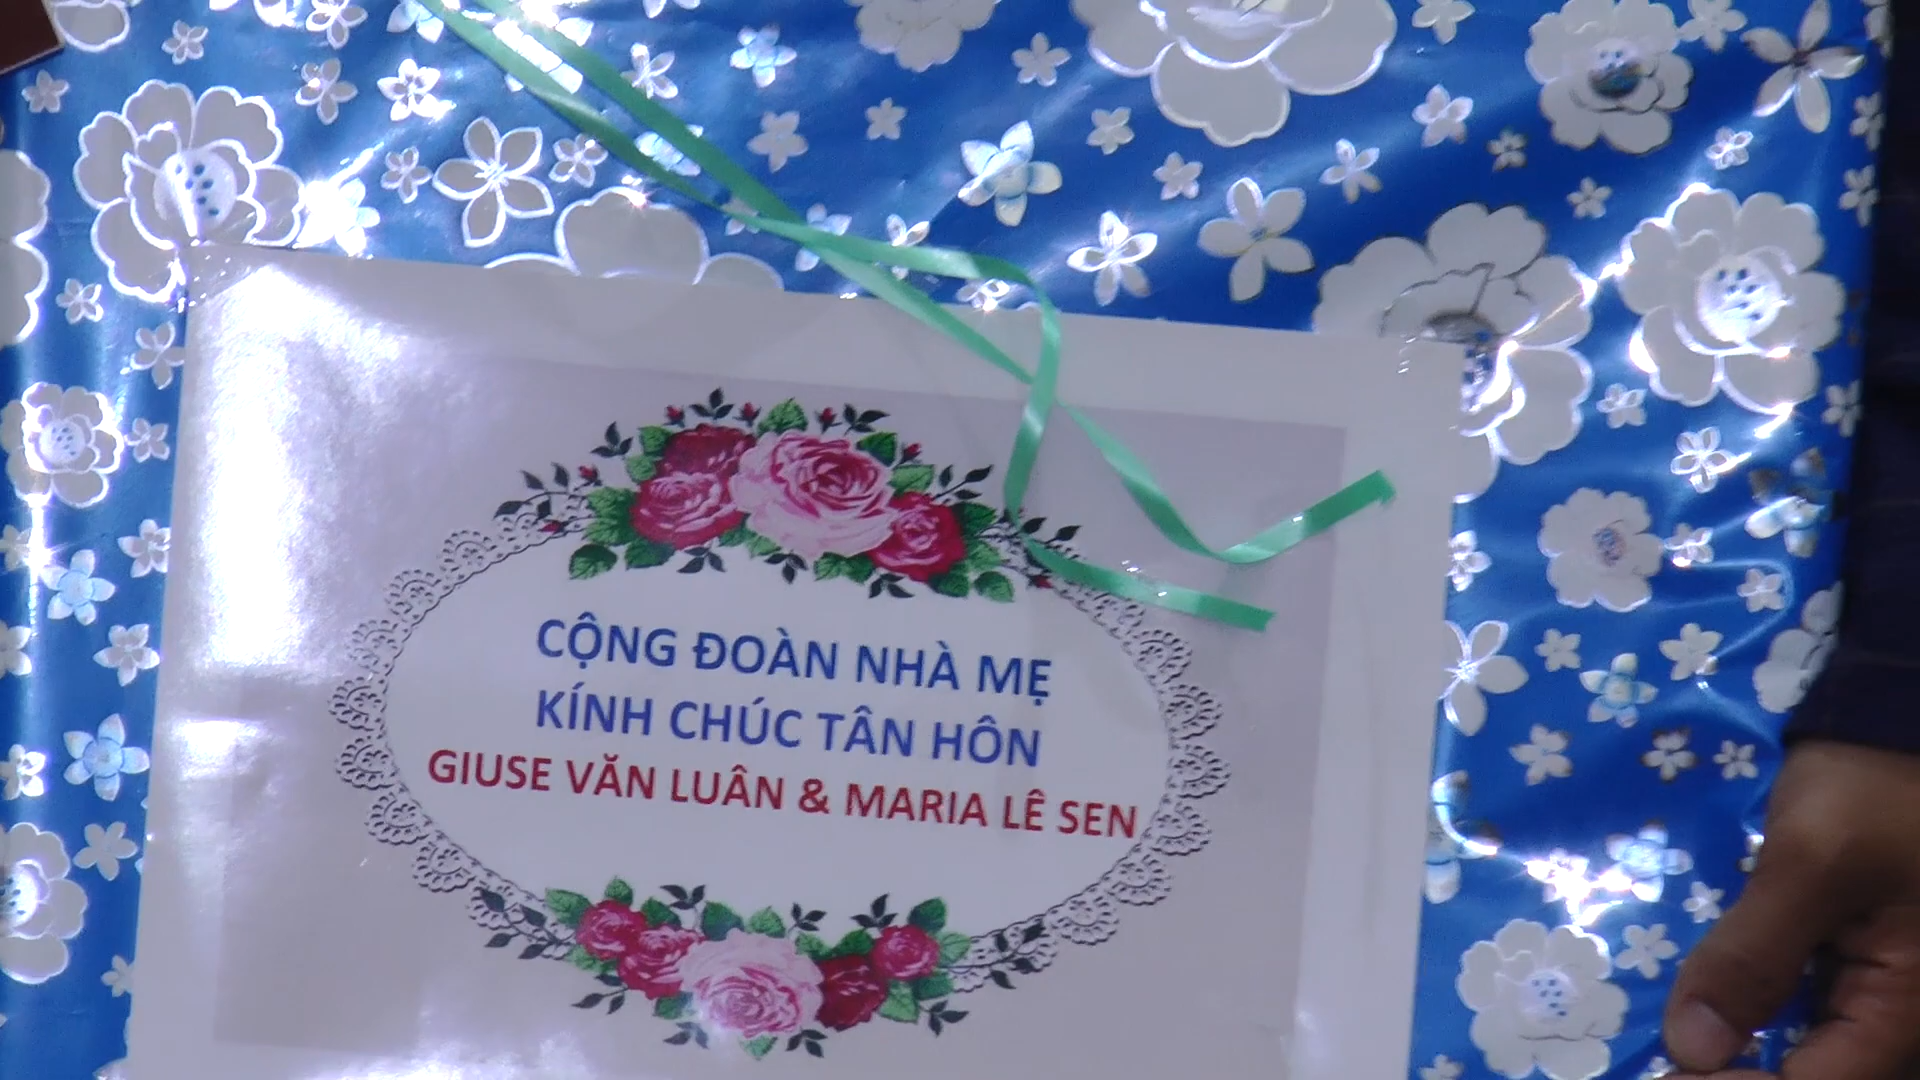 CỘNG ĐOÀN NHÀ MẸ
KÍNH CHÚC TÂN HÔN
GIUSE VĂN LUÂN & MARIA LÊ SEN